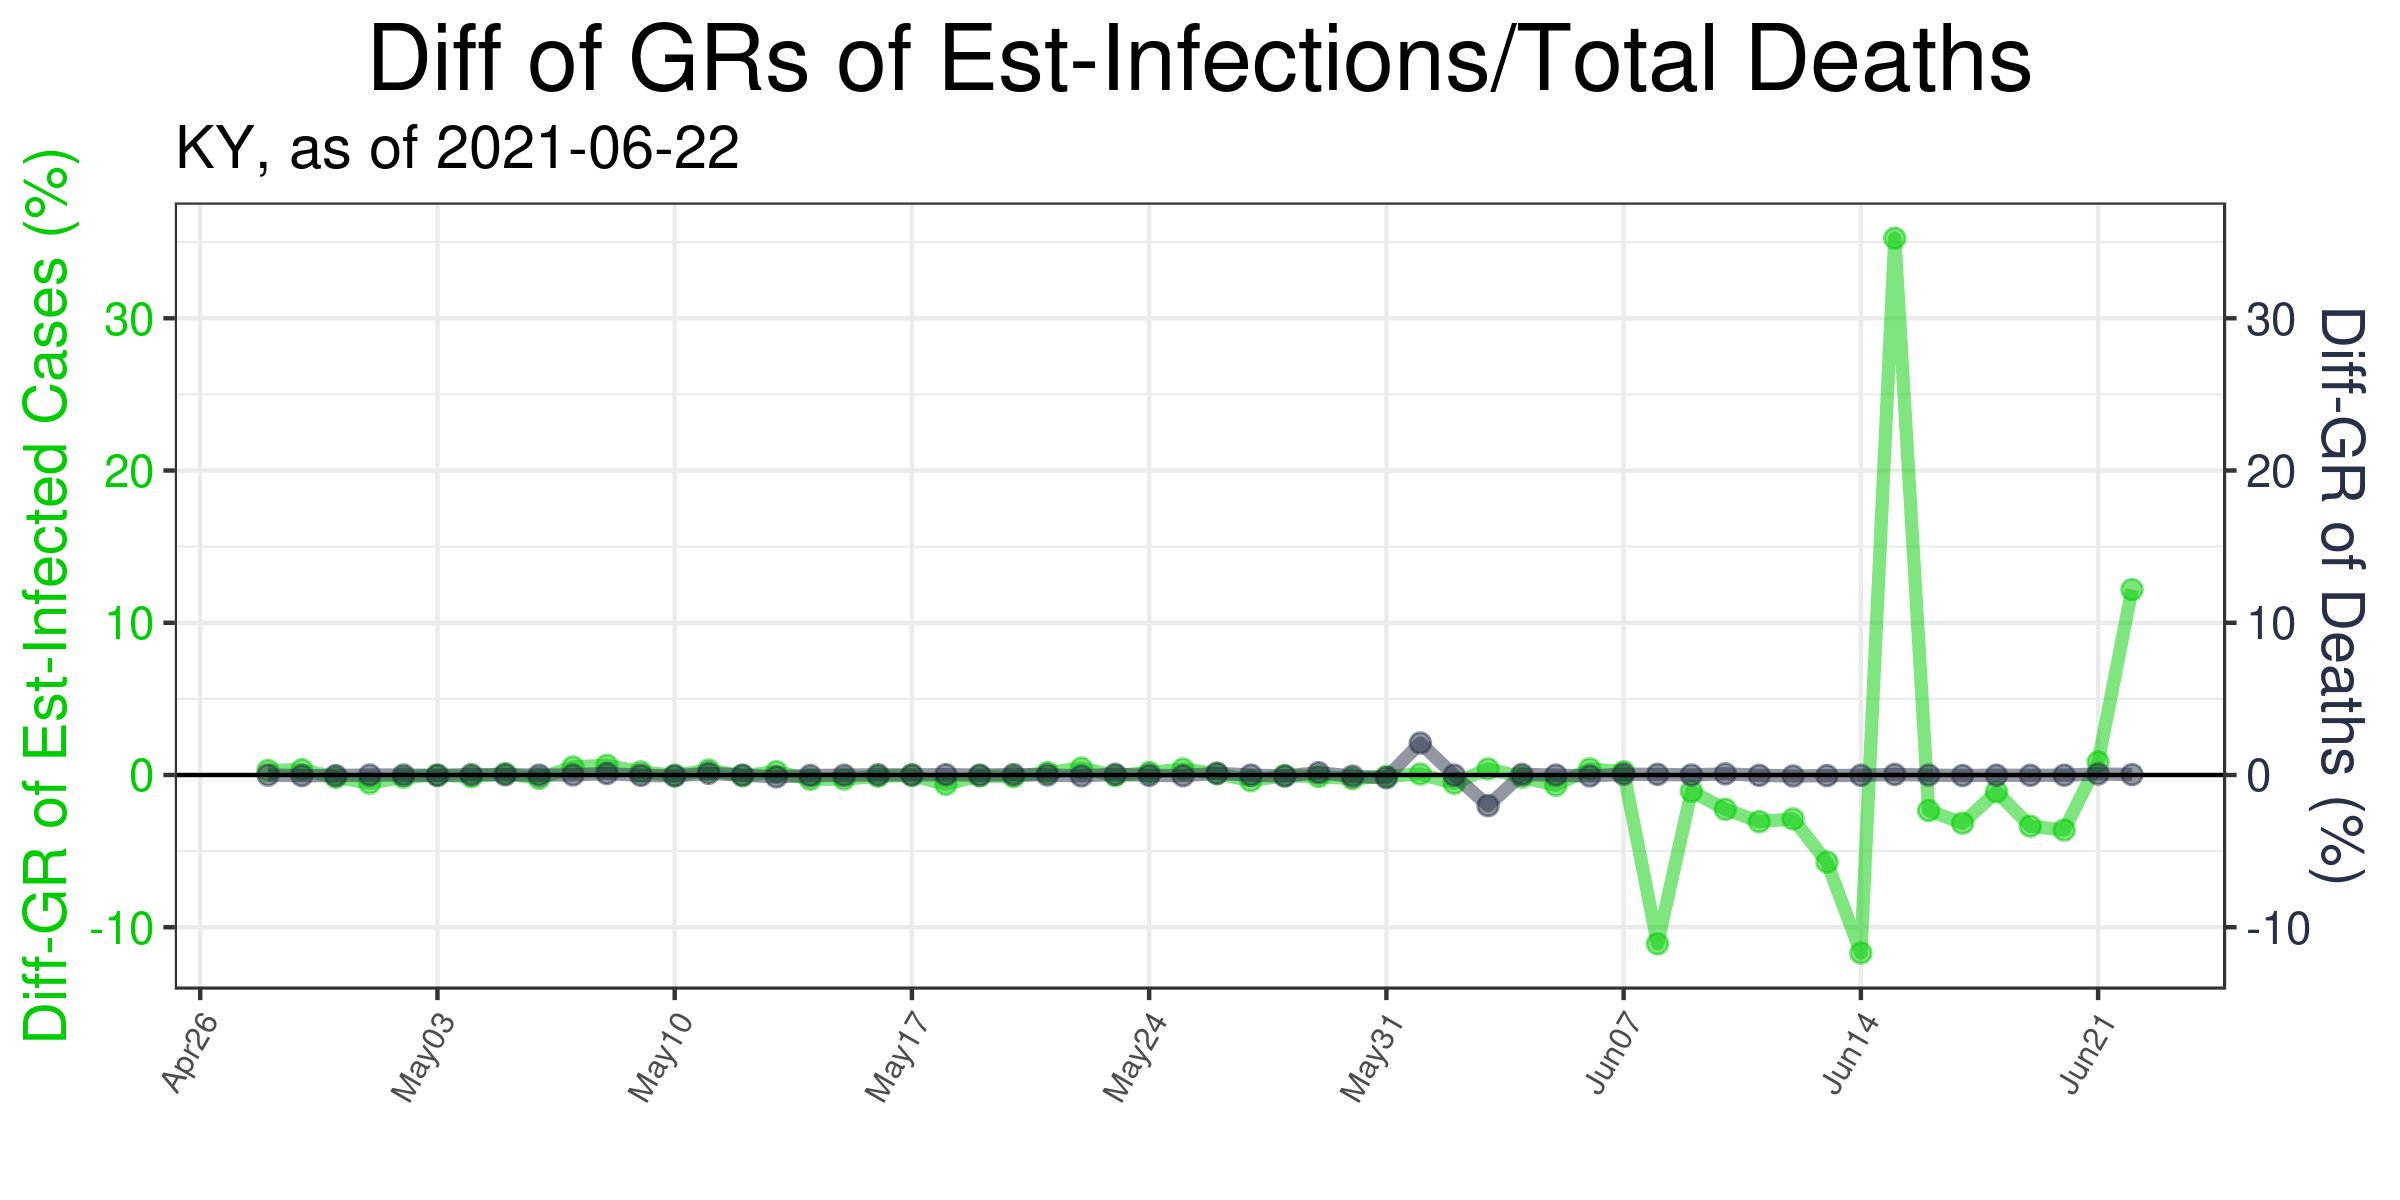 Diff of GRs of Est-Infections/Total Deaths
KY, as of 2021-06-22
Diff-GR of Est-Infected Cases (%)
30
20
10
0
-10
30
20
10
0
-10
Diff-GR of Deaths (%)
Apr26
May03
May10
May17
May24
May31
Jun07
Jun14
Jun21